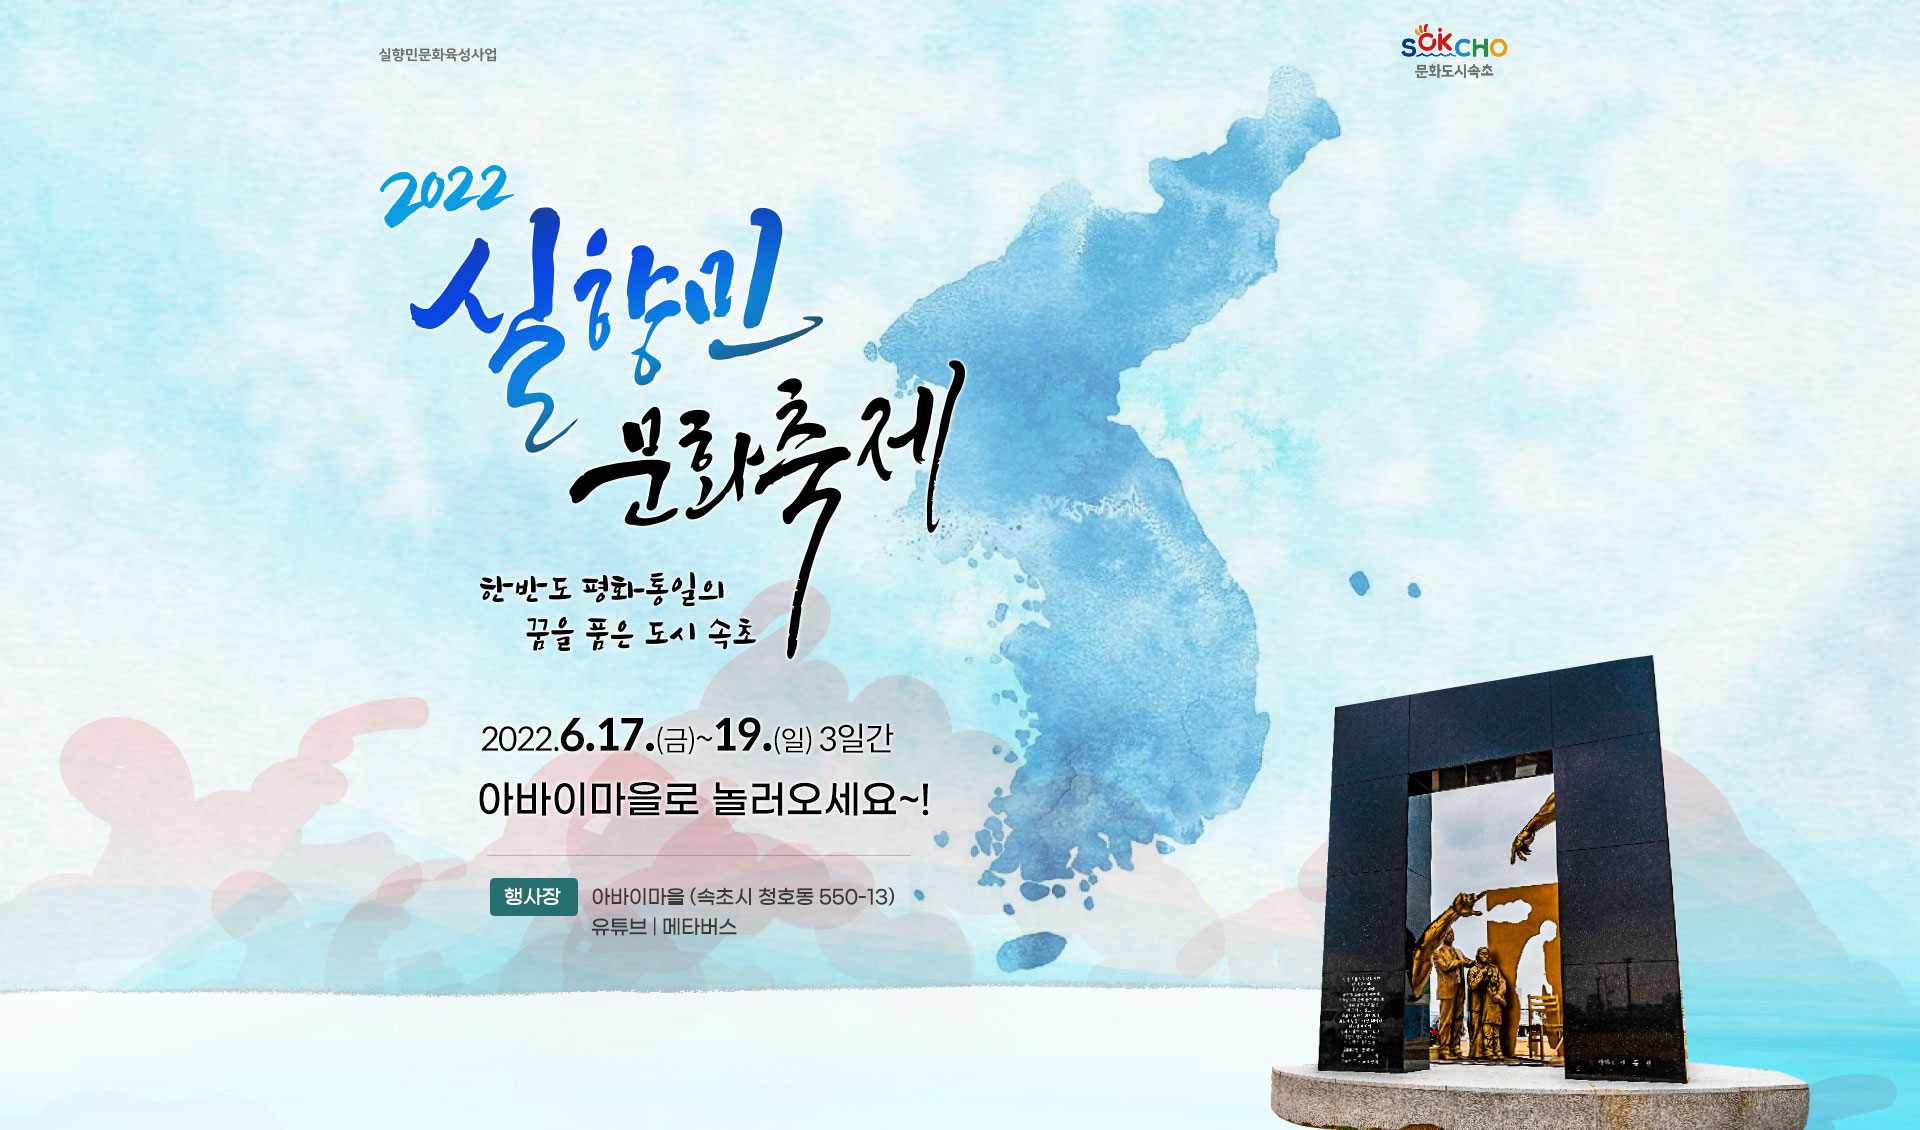 실향민문화육성사업
SOKCHO
문화도시속초
2022
실향민
문화축제
한반도 평화통일의
꿈을 품은 도시 속초
2022.6.17.(금)~19.(일) 3일간
아바이마을로 놀러오세요~!
행사장 아바이마을 (속초시 청호동 550-13)
유튜브 | 메타버스